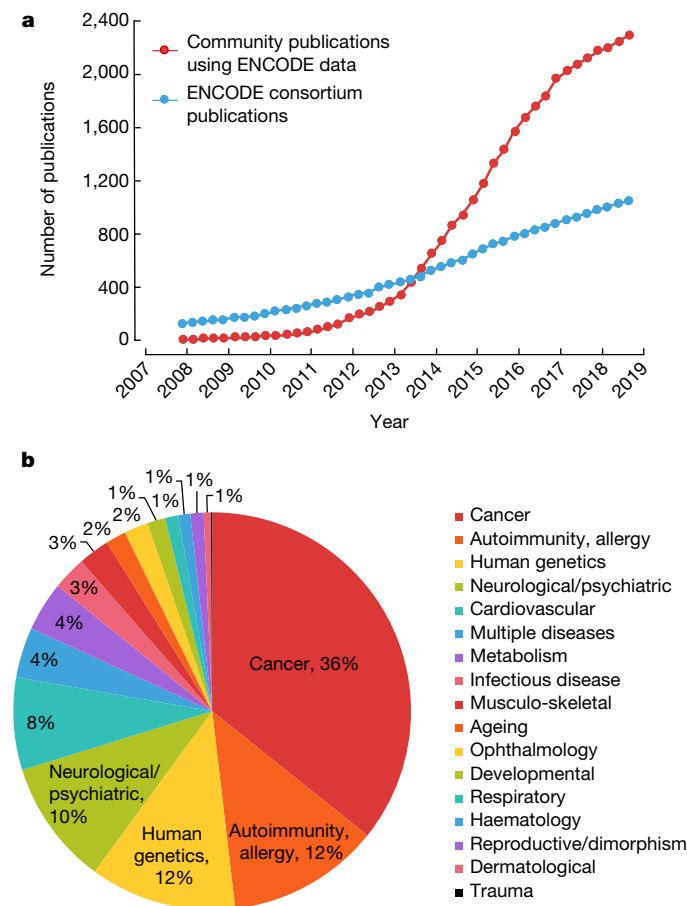 a
2,400
2,000
1,600
1,200
800
400
0
Number of publications
Community publications
using ENCODE data
ENCODE consortium
publications
2007
2008
2009
2010
2011
2012
2013
2014
2015
2016
2017
2018
2019
Year
b
1%
1%
1%
1%
1%
2%
2%
3%
3%
4%
4%
8%
Neurological/
psychiatric,
10%
Human
genetics,
12%
Autoimmunity,
allergy, 12%
Cancer, 36%
Cancer
Autoimmunity, allergy
Human genetics
Neurological/psychiatric
Cardiovascular
Multiple diseases
Metabolism
Infectious disease
Musculo-skeletal
Ageing
Ophthalmology
Developmental
Respiratory
Haematology
Reproductive/dimorphism
Dermatological
Trauma